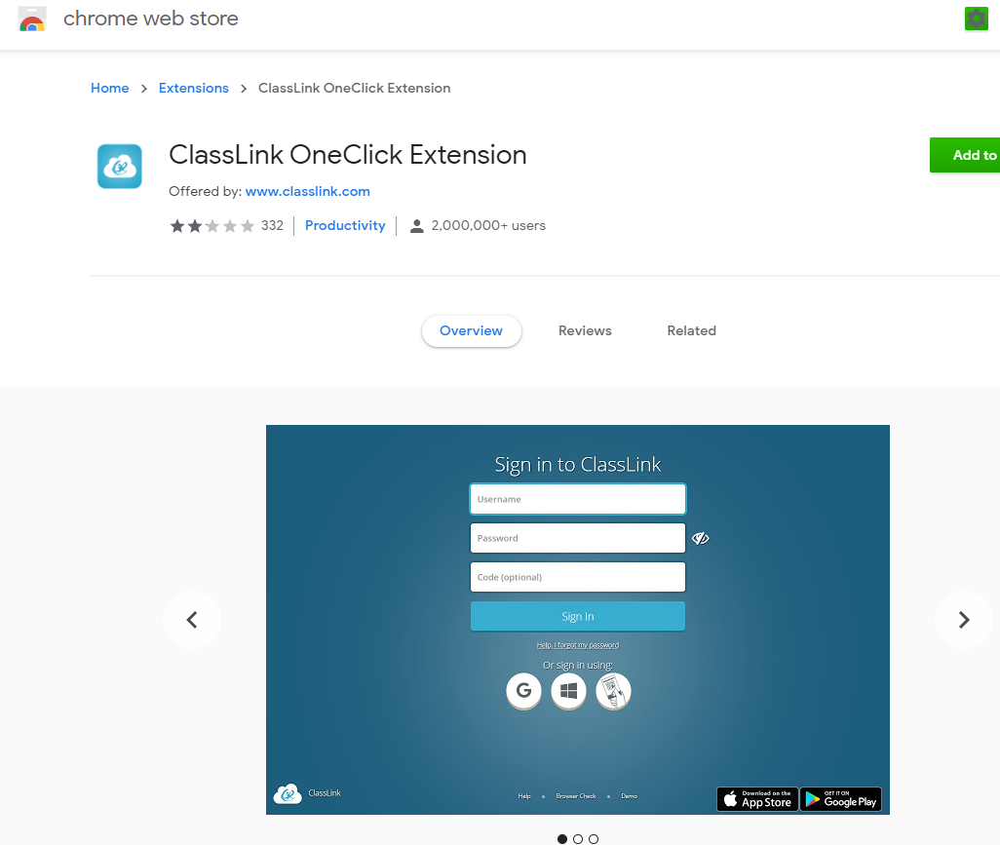 chrome web store
Home > Extensions > ClassLink OneClick Extension
ClassLink OneClick Extension
Add to
Offered by: www.classlink.com
332 Productivity 2,000,000+ users
Overview Reviews Related
Sign in to ClassLink
Username
Password
Code (optional)
Sign In
Help, I forgot my password
Or sign in using:
G
ClassLink
Help • Browser Check • Demo
Download on the
App Store
GET IT ON
Google Play